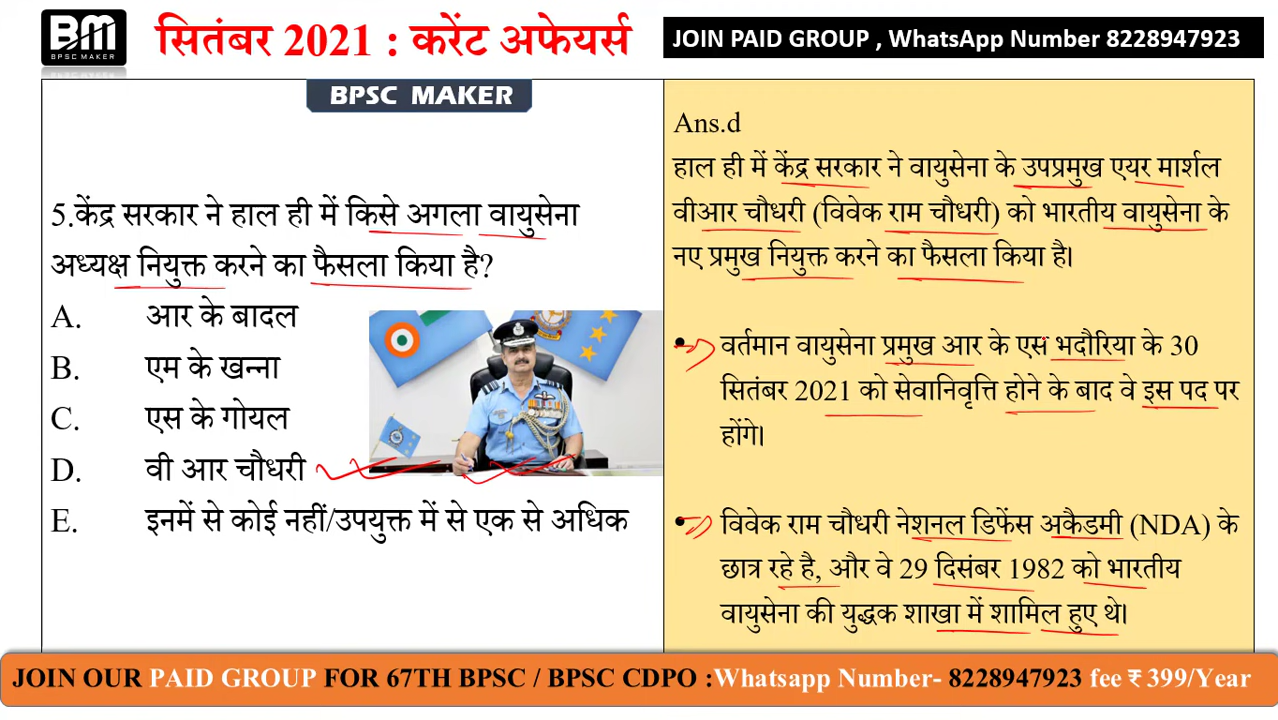 BM
BPSC MAKER
सितंबर 2021 : करेंट अफेयर्स
JOIN PAID GROUP , WhatsApp Number 8228947923
BPSC MAKER
5.केंद्र सरकार ने हाल ही में किसे अगला वायुसेना
अध्यक्ष नियुक्त करने का फैसला किया है?
A. आर के बादल
B. एम के खन्ना
C. एस के गोयल
D. वी आर चौधरी
E. इनमें से कोई नहीं/उपयुक्त में से एक से अधिक
Ans.d
हाल ही में केंद्र सरकार ने वायुसेना के उपप्रमुख एयर मार्शल
वीआर चौधरी (विवेक राम चौधरी) को भारतीय वायुसेना के
नए प्रमुख नियुक्त करने का फैसला किया है।
• वर्तमान वायुसेना प्रमुख आर के एस भदौरिया के 30
सितंबर 2021 को सेवानिवृत्ति होने के बाद वे इस पद पर
होंगे।
• विवेक राम चौधरी नेशनल डिफेंस अकैडमी (NDA) के
छात्र रहे है, और वे 29 दिसंबर 1982 को भारतीय
वायुसेना की युद्धक शाखा में शामिल हुए थे।
JOIN OUR PAID GROUP FOR 67TH BPSC / BPSC CDPO :Whatsapp Number- 8228947923 fee ₹ 399/Year